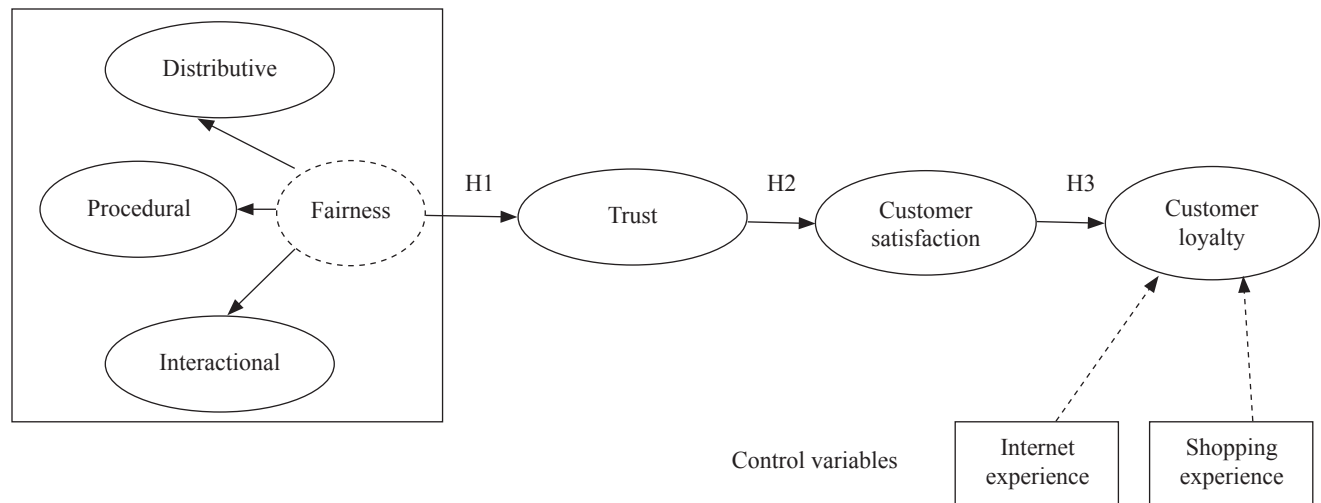 Distributive
Procedural
Fairness
Interactional
H1
Trust
H2
Customer
satisfaction
H3
Customer
loyalty
Control variables
Internet
experience
Shopping
experience